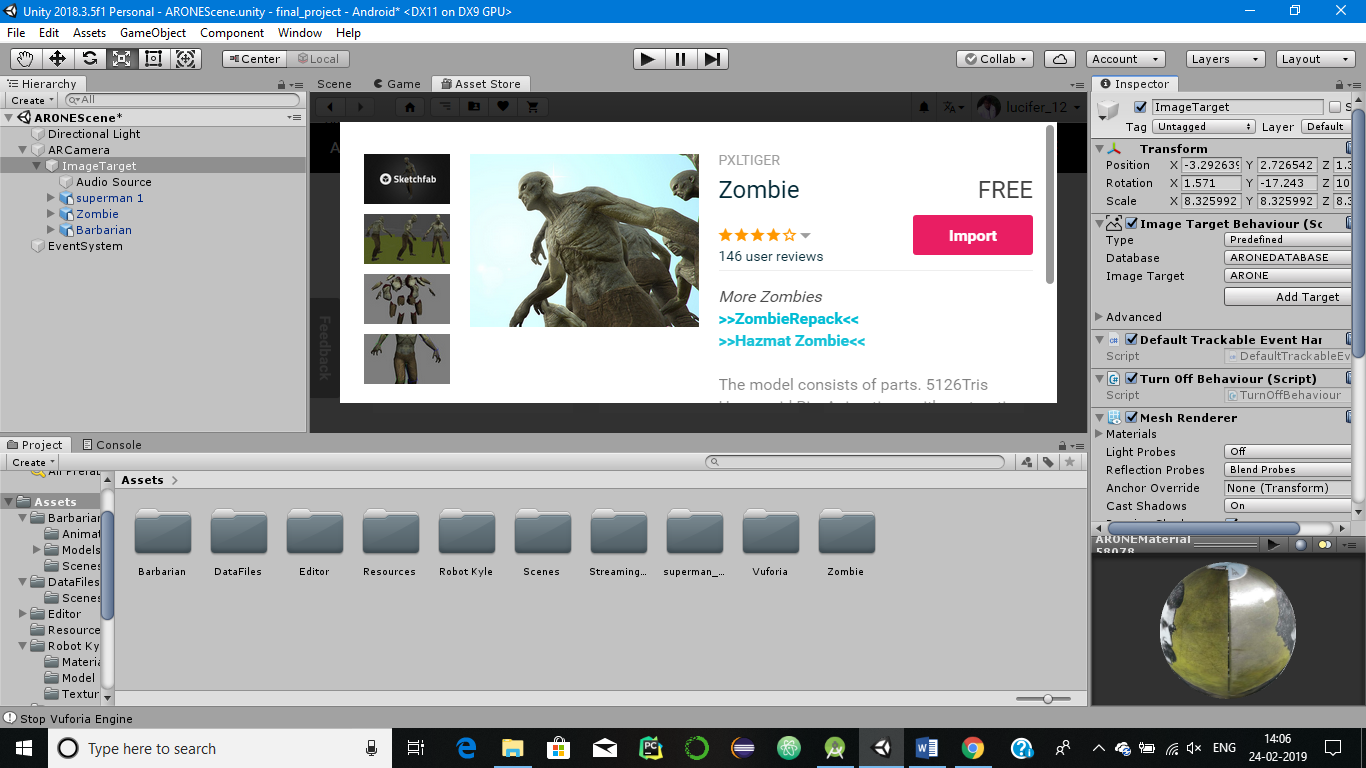 Unity 2018.3.5f1 Personal - ARONEScene.unity - final_project - Android* <DX11 on DX9 GPU>
File Edit Assets GameObject Component Window Help
Center Local Collab Account Layers Layout
Hierarchy
Create All
ARONEScene*
Directional Light
ARCamera
ImageTarget
Audio Source
superman 1
Zombie
Barbarian
EventSystem
Scene Game Asset Store
lucifer_12
Feedback
Sketchfab
PXLTIGER
Zombie FREE
Import
146 user reviews
More Zombies
>>ZombieRepack<<
>>Hazmat Zombie<<
The model consists of parts. 5126Tris
Inspector
ImageTarget S
Tag Untagged Layer Default
Transform
Position X -3.292639 Y 2.726542 Z 1.3
Rotation X 1.571 Y -17.243 Z 10
Scale X 8.325992 Y 8.325992 Z 8.3
Image Target Behaviour (Sc
Type Predefined
Database ARONEDATABASE
Image Target ARONE
Add Target
Advanced
Default Trackable Event Har
Script DefaultTrackableEv
Turn Off Behaviour (Script)
Script TurnOffBehaviour
Mesh Renderer
Materials
Light Probes Off
Reflection Probes Blend Probes
Anchor Override None (Transform)
Cast Shadows On
ARONEMaterial
58078
Project Console
Create
All Prefab
Assets
Barbarian
Animat
Models
Scenes
DataFiles
Scenes
Editor
Resource
Robot Ky
Materia
Model
Textur
Assets
Barbarian DataFiles Editor Resources Robot Kyle Scenes Streaming... superman_... Vuforia Zombie
Stop Vuforia Engine
Type here to search
ENG
14:06
24-02-2019